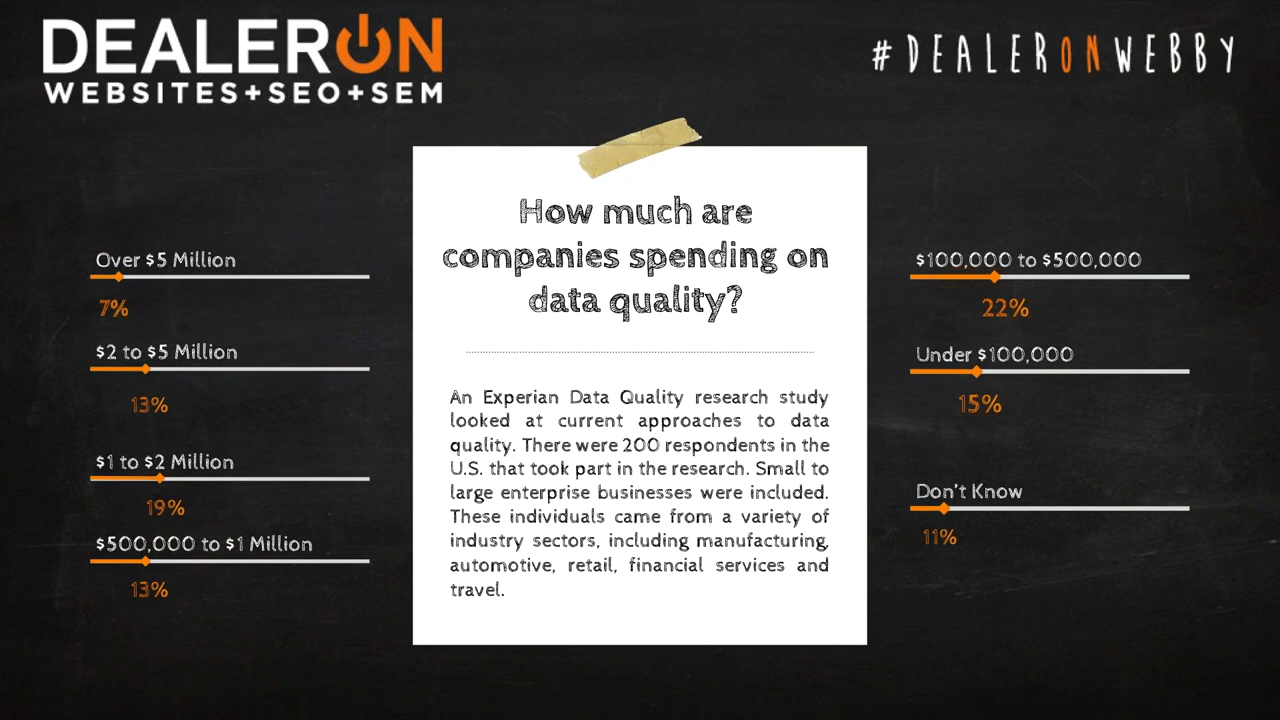 DEALERON
WEBSITES+SEO+SEM
#DEALERONWEBBY
How much are
companies spending on
data quality?
An Experian Data Quality research study
looked at current approaches to data
quality. There were 200 respondents in the
U.S. that took part in the research. Small to
large enterprise businesses were included.
These individuals came from a variety of
industry sectors, including manufacturing,
automotive, retail, financial services and
travel.
Over $5 Million
7%
$2 to $5 Million
13%
$1 to $2 Million
19%
$500,000 to $1 Million
13%
$100,000 to $500,000
22%
Under $100,000
15%
Don't Know
11%